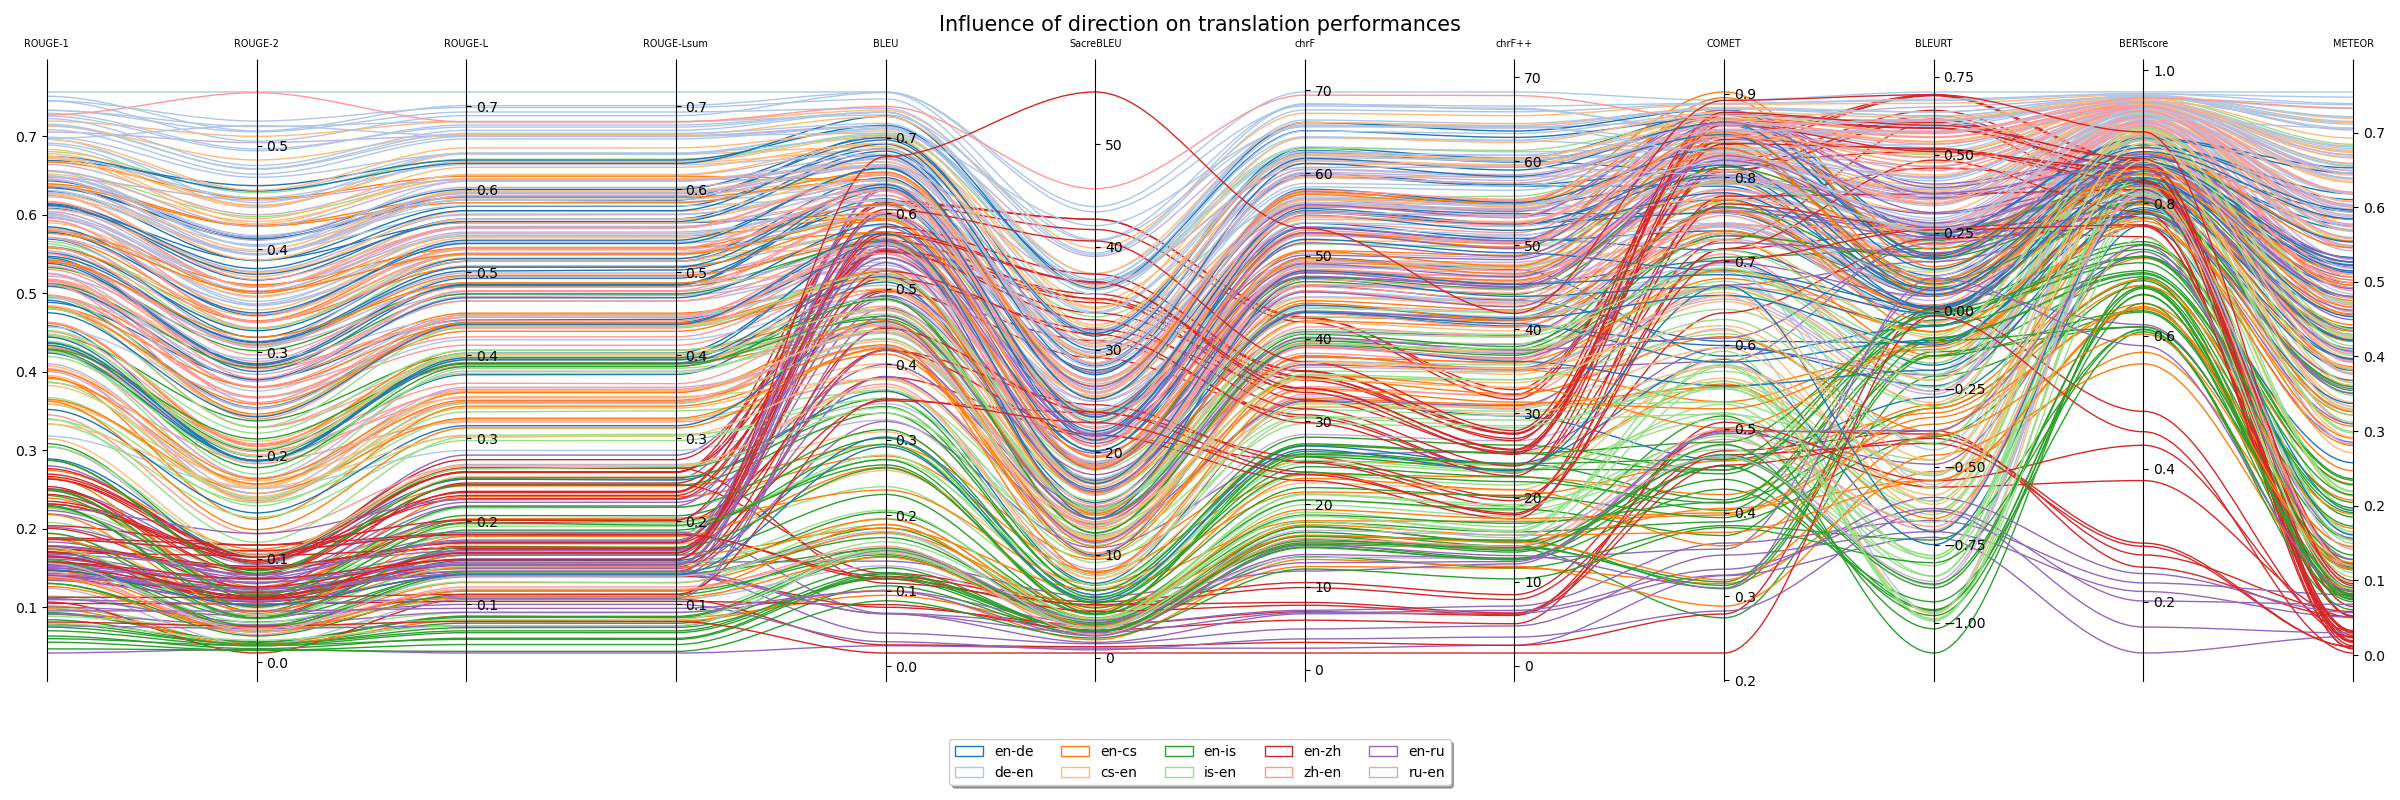 Influence of direction on translation performances
ROUGE-1 ROUGE-2 ROUGE-L ROUGE-Lsum BLEU SacreBLEU chrF chrF++ COMET BLEURT BERTscore METEOR
0.7 0.6 0.5 0.4 0.3 0.2 0.1
0.5 0.4 0.3 0.2 0.1 0.0
0.7 0.6 0.5 0.4 0.3 0.2 0.1
0.7 0.6 0.5 0.4 0.3 0.2 0.1
0.7 0.6 0.5 0.4 0.3 0.2 0.1 0.0
50 40 30 20 10 0
70 60 50 40 30 20 10 0
70 60 50 40 30 20 10 0
0.9 0.8 0.7 0.6 0.5 0.4 0.3 0.2
0.75 0.50 0.25 0.00 −0.25 −0.50 −0.75 −1.00
1.0 0.8 0.6 0.4 0.2
0.7 0.6 0.5 0.4 0.3 0.2 0.1 0.0
en-de en-cs en-is en-zh en-ru
de-en cs-en is-en zh-en ru-en